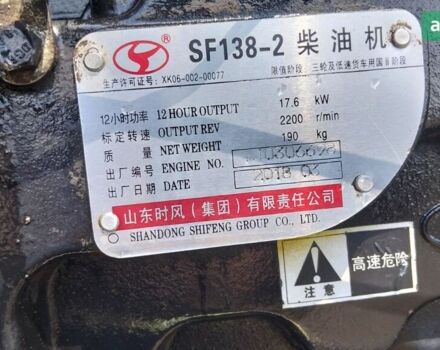 SF138-2 柴油机
生产许可证号: XK06-002-00077
限值阶段: 三轮及低速货车用国Ⅱ阶段
12小时功率 12 HOUR OUTPUT 17.6 kW
标定转速 OUTPUT REV 2200 r/min
质量 NET WEIGHT 190 kg
出厂编号 ENGINE NO.
出厂日期 DATE 2018 03
山东时风(集团)有限责任公司
SHANDONG SHIFENG GROUP CO., LTD.
注意
高速危险